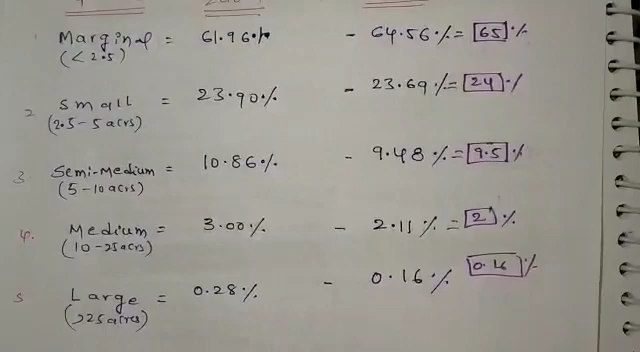 1 Marginal = 61.96% - 64.56% = 65%
(<2.5)
2 Small = 23.90% - 23.69% = 24%
(2.5-5 acrs)
3. Semi-Medium = 10.86% - 9.48% = 9.5%
(5-10 acrs)
4. Medium = 3.00% - 2.11% = 2%
(10-25 acrs)
5 Large = 0.28% - 0.16% 0.16%
(>25 acres)